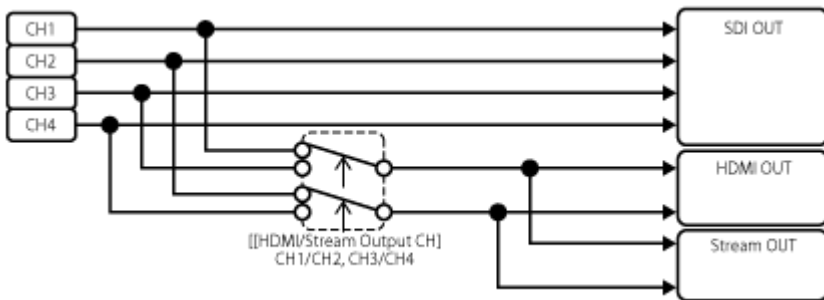 CH1
SDI OUT
CH2
CH3
CH4
HDMI OUT
[[HDMI/Stream Output CH]
CH1/CH2, CH3/CH4
Stream OUT